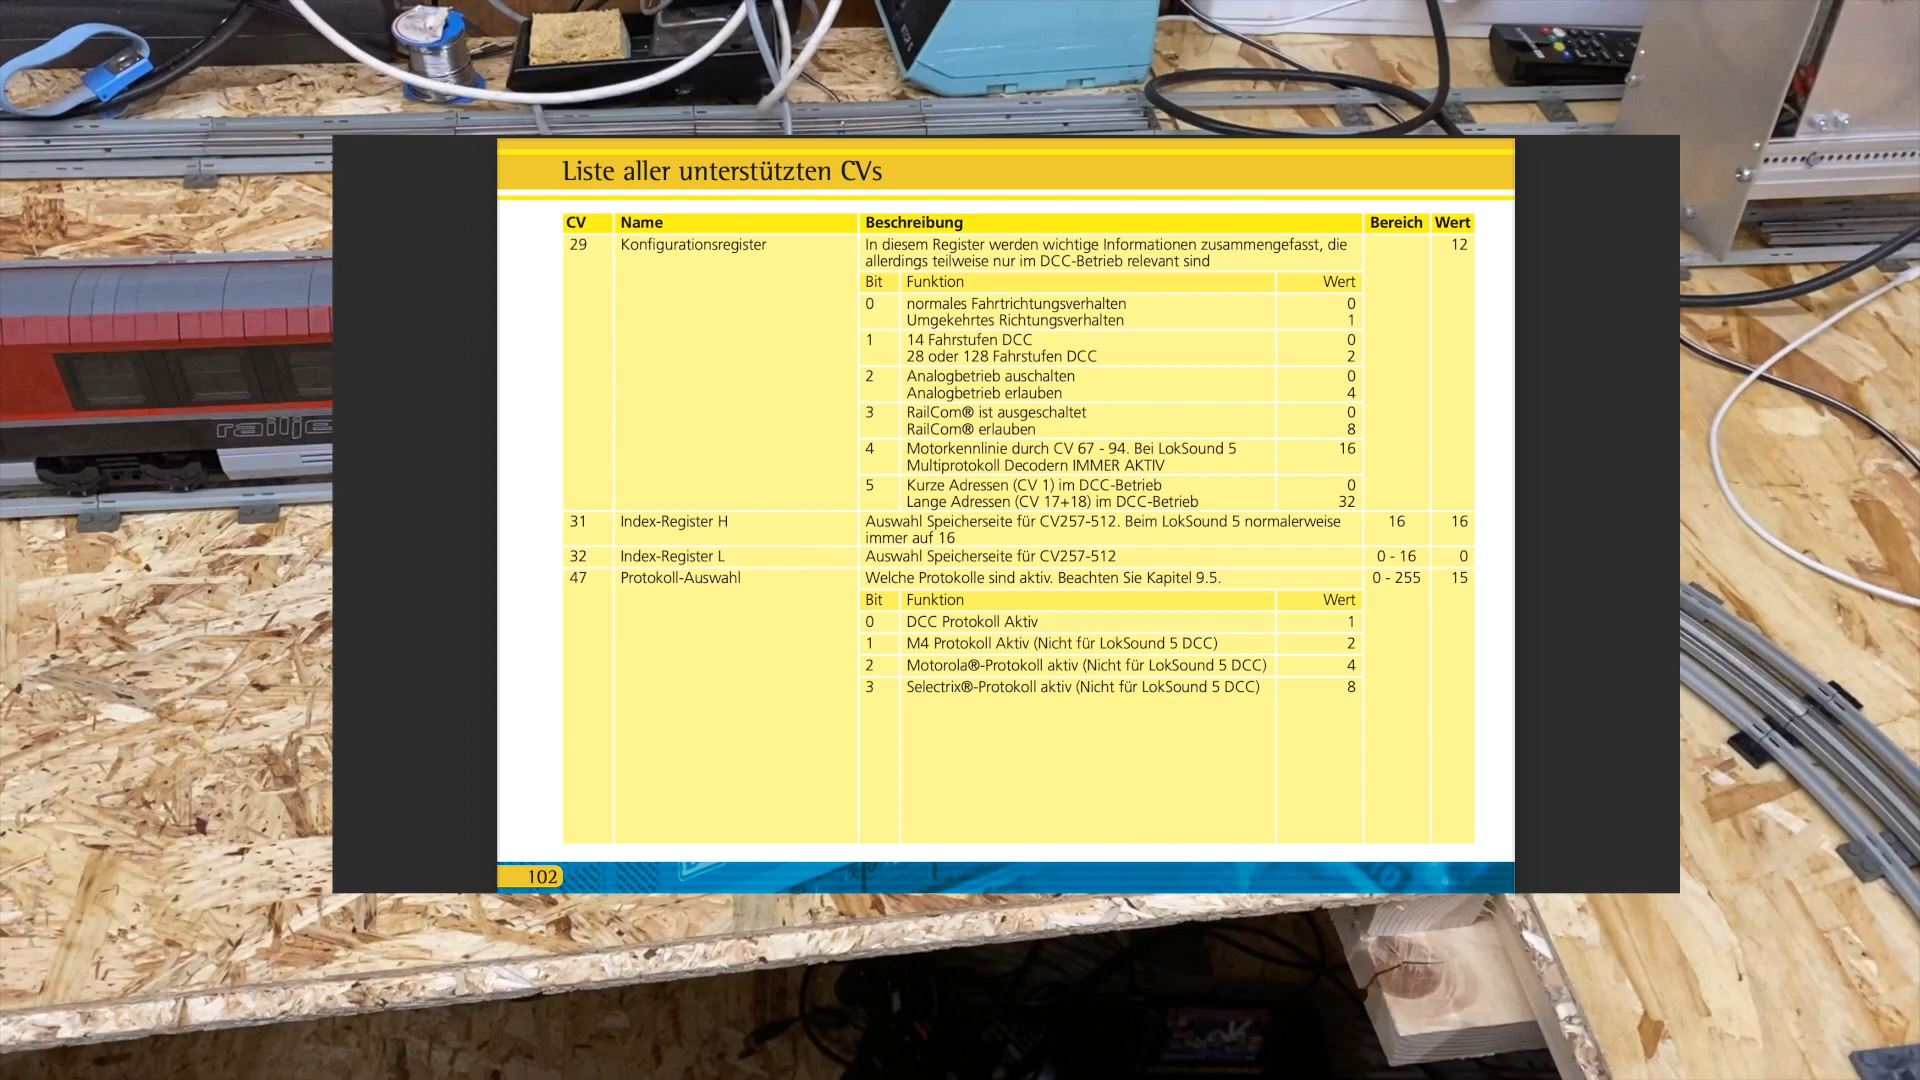 Liste aller unterstützten CVs
CV Name Beschreibung Bereich Wert
29 Konfigurationsregister In diesem Register werden wichtige Informationen zusammengefasst, die 12
allerdings teilweise nur im DCC-Betrieb relevant sind
Bit Funktion Wert
0 normales Fahrtrichtungsverhalten 0
Umgekehrtes Richtungsverhalten 1
1 14 Fahrstufen DCC 0
28 oder 128 Fahrstufen DCC 2
2 Analogbetrieb auschalten 0
Analogbetrieb erlauben 4
3 RailCom® ist ausgeschaltet 0
RailCom® erlauben 8
4 Motorkennlinie durch CV 67 - 94. Bei LokSound 5 16
Multiprotokoll Decodern IMMER AKTIV
5 Kurze Adressen (CV 1) im DCC-Betrieb 0
Lange Adressen (CV 17+18) im DCC-Betrieb 32
31 Index-Register H Auswahl Speicherseite für CV257-512. Beim LokSound 5 normalerweise 16 16
immer auf 16
32 Index-Register L Auswahl Speicherseite für CV257-512 0 - 16 0
47 Protokoll-Auswahl Welche Protokolle sind aktiv. Beachten Sie Kapitel 9.5. 0 - 255 15
Bit Funktion Wert
0 DCC Protokoll Aktiv 1
1 M4 Protokoll Aktiv (Nicht für LokSound 5 DCC) 2
2 Motorola®-Protokoll aktiv (Nicht für LokSound 5 DCC) 4
3 Selectrix®-Protokoll aktiv (Nicht für LokSound 5 DCC) 8
102
railje